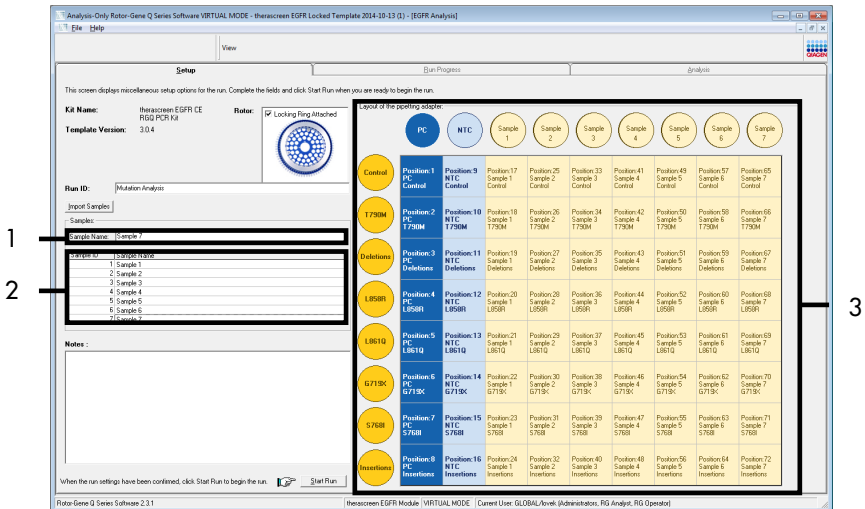 Analysis-Only Rotor-Gene Q Series Software VIRTUAL MODE - therascreen EGFR Locked Template 2014-10-13 (1) - [EGFR Analysis]
File Help
View
QIAGEN
Setup
Run Progress
Analysis
This screen displays miscellaneous setup options for the run. Complete the fields and click Start Run when you are ready to begin the run.
Kit Name: therascreen EGFR CE RGQ PCR Kit
Template Version: 3.0.4
Rotor: Locking Ring Attached
Run ID: Mutation Analysis
Import Samples
Samples:
1
Sample Name: Sample 7
2
Sample ID Sample Name
1 Sample 1
2 Sample 2
3 Sample 3
4 Sample 4
5 Sample 5
6 Sample 6
7 Sample 7
Notes :
When the run settings have been confirmed, click Start Run to begin the run.
Start Run
Layout of the pipetting adapter:
PC NTC Sample 1 Sample 2 Sample 3 Sample 4 Sample 5 Sample 6 Sample 7
Control
Position:1 Position:9 Position:17 Position:25 Position:33 Position:41 Position:49 Position:57 Position:65
PC NTC Sample 1 Sample 2 Sample 3 Sample 4 Sample 5 Sample 6 Sample 7
Control Control Control Control Control Control Control Control Control
T790M
Position:2 Position:10 Position:18 Position:26 Position:34 Position:42 Position:50 Position:58 Position:66
PC NTC Sample 1 Sample 2 Sample 3 Sample 4 Sample 5 Sample 6 Sample 7
T790M T790M T790M T790M T790M T790M T790M T790M T790M
Deletions
Position:3 Position:11 Position:19 Position:27 Position:35 Position:43 Position:51 Position:59 Position:67
PC NTC Sample 1 Sample 2 Sample 3 Sample 4 Sample 5 Sample 6 Sample 7
Deletions Deletions Deletions Deletions Deletions Deletions Deletions Deletions Deletions
L858R
Position:4 Position:12 Position:20 Position:28 Position:36 Position:44 Position:52 Position:60 Position:68
PC NTC Sample 1 Sample 2 Sample 3 Sample 4 Sample 5 Sample 6 Sample 7
L858R L858R L858R L858R L858R L858R L858R L858R L858R
L861Q
Position:5 Position:13 Position:21 Position:29 Position:37 Position:45 Position:53 Position:61 Position:69
PC NTC Sample 1 Sample 2 Sample 3 Sample 4 Sample 5 Sample 6 Sample 7
L861Q L861Q L861Q L861Q L861Q L861Q L861Q L861Q L861Q
G719X
Position:6 Position:14 Position:22 Position:30 Position:38 Position:46 Position:54 Position:62 Position:70
PC NTC Sample 1 Sample 2 Sample 3 Sample 4 Sample 5 Sample 6 Sample 7
G719X G719X G719X G719X G719X G719X G719X G719X G719X
S768I
Position:7 Position:15 Position:23 Position:31 Position:39 Position:47 Position:55 Position:63 Position:71
PC NTC Sample 1 Sample 2 Sample 3 Sample 4 Sample 5 Sample 6 Sample 7
S768I S768I S768I S768I S768I S768I S768I S768I S768I
Insertions
Position:8 Position:16 Position:24 Position:32 Position:40 Position:48 Position:56 Position:64 Position:72
PC NTC Sample 1 Sample 2 Sample 3 Sample 4 Sample 5 Sample 6 Sample 7
Insertions Insertions Insertions Insertions Insertions Insertions Insertions Insertions Insertions
3
Rotor-Gene Q Series Software 2.3.1
therascreen EGFR Module VIRTUAL MODE Current User: GLOBAL/lovek (Administrators, RG Analyst, RG Operator)